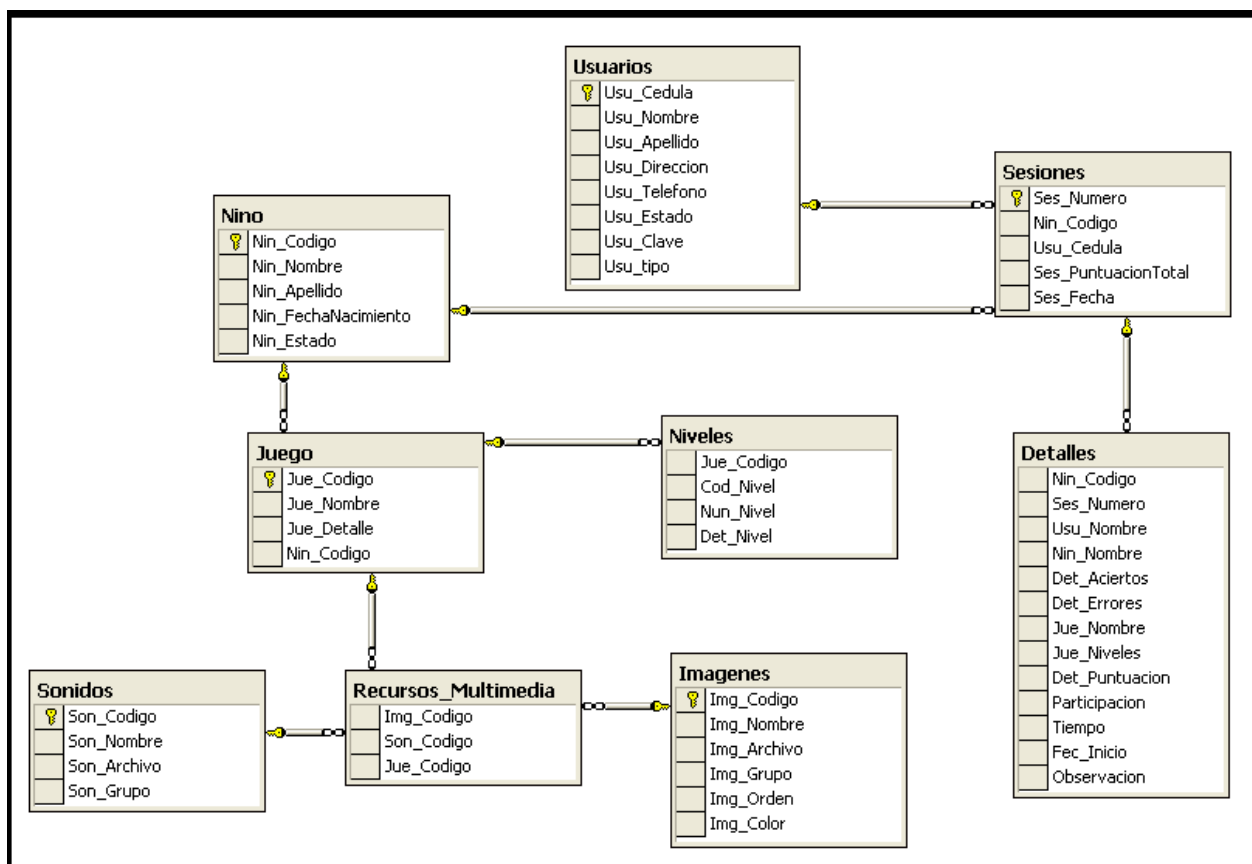 Usuarios
Usu_Cedula
Usu_Nombre
Usu_Apellido
Usu_Direccion
Usu_Telefono
Usu_Estado
Usu_Clave
Usu_tipo
Sesiones
Ses_Numero
Nin_Codigo
Usu_Cedula
Ses_PuntuacionTotal
Ses_Fecha
Nino
Nin_Codigo
Nin_Nombre
Nin_Apellido
Nin_FechaNacimiento
Nin_Estado
Juego
Jue_Codigo
Jue_Nombre
Jue_Detalle
Nin_Codigo
Niveles
Jue_Codigo
Cod_Nivel
Nun_Nivel
Det_Nivel
Detalles
Nin_Codigo
Ses_Numero
Usu_Nombre
Nin_Nombre
Det_Aciertos
Det_Errores
Jue_Nombre
Jue_Niveles
Det_Puntuacion
Participacion
Tiempo
Fec_Inicio
Observacion
Sonidos
Son_Codigo
Son_Nombre
Son_Archivo
Son_Grupo
Recursos_Multimedia
Img_Codigo
Son_Codigo
Jue_Codigo
Imagenes
Img_Codigo
Img_Nombre
Img_Archivo
Img_Grupo
Img_Orden
Img_Color